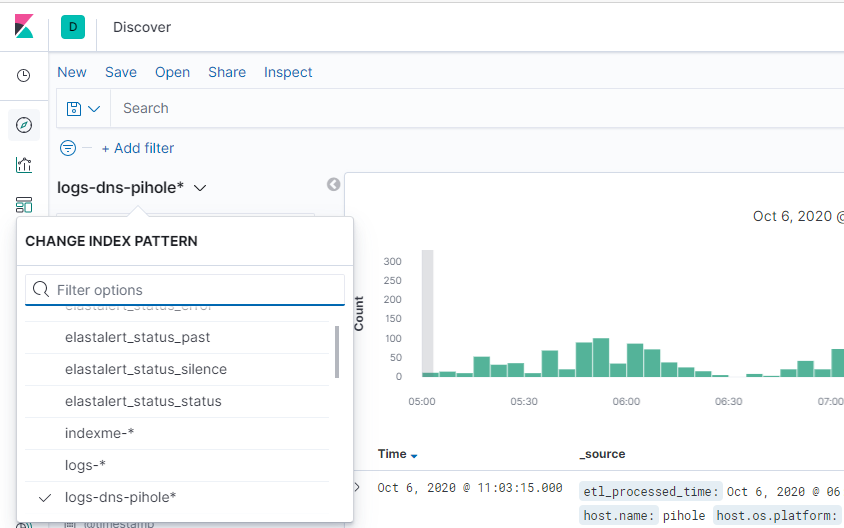 D Discover
New Save Open Share Inspect
Search
+ Add filter
logs-dns-pihole*
CHANGE INDEX PATTERN
Filter options
elastalert_status_error
elastalert_status_past
elastalert_status_silence
elastalert_status_status
indexme-*
logs-*
logs-dns-pihole*
@timestamp
Oct 6, 2020 @
Count
300
250
200
150
100
50
0
05:00 05:30 06:00 06:30 07:00
Time _source
Oct 6, 2020 @ 11:03:15.000 etl_processed_time: Oct 6, 2020 @ 06
host.name: pihole host.os.platform: